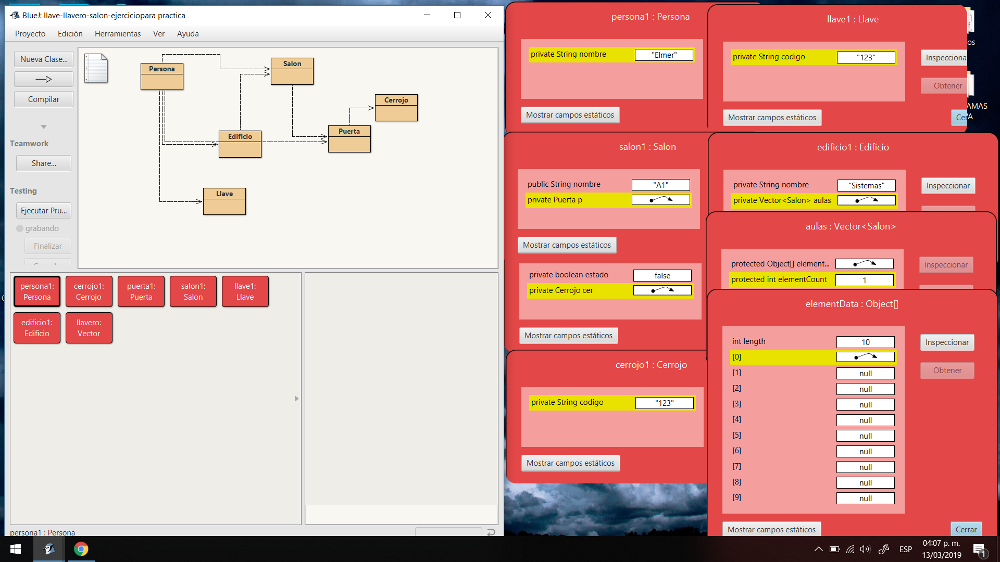 BlueJ: llave-llavero-salon-ejerciciopara practica
Proyecto Edición Herramientas Ver Ayuda
Nueva Clase...
Compilar
Teamwork
Share...
Testing
Ejecutar Pru...
grabando
Finalizar
Persona
Salon
Cerrojo
Edificio
Puerta
Llave
persona1:
Persona
cerrojo1:
Cerrojo
puerta1:
Puerta
salon1:
Salon
llave1:
Llave
edificio1:
Edificio
llavero:
Vector
persona1 : Persona
persona1 : Persona
private String nombre "Elmer"
Mostrar campos estáticos
llave1 : Llave
private String codigo "123"
Inspecciona
Obtener
Mostrar campos estáticos
Cer
os
AMAS
VA
salon1 : Salon
public String nombre "A1"
private Puerta p
Mostrar campos estáticos
private boolean estado false
private Cerrojo cer
Mostrar campos estáticos
cerrojo1 : Cerrojo
private String codigo "123"
Mostrar campos estáticos
edificio1 : Edificio
private String nombre "Sistemas"
private Vector<Salon> aulas
Inspeccionar
aulas : Vector<Salon>
protected Object[] element...
protected int elementCount 1
Inspeccionar
elementData : Object[]
int length 10
[0]
[1] null
[2] null
[3] null
[4] null
[5] null
[6] null
[7] null
[8] null
[9] null
Inspeccionar
Obtener
Mostrar campos estáticos
Cerrar
ESP
04:07 p. m.
13/03/2019
1